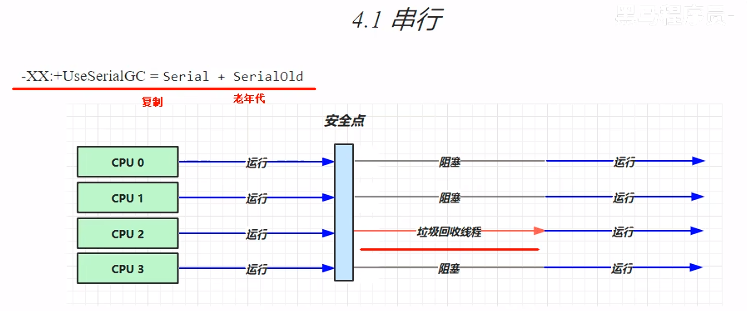 4.1 串行
-XX:+UseSerialGC = Serial + SerialOld
复制 老年代
安全点
CPU 0 运行 阻塞 运行
CPU 1 运行 阻塞 运行
CPU 2 运行 垃圾回收线程 运行
CPU 3 运行 阻塞 运行